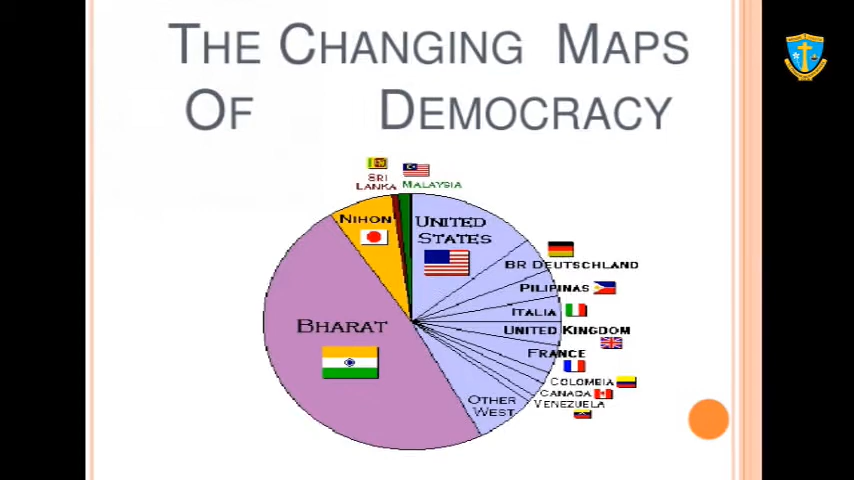 THE CHANGING MAPS
OF DEMOCRACY
SRI
LANKA
MALAYSIA
NIHON
UNITED
STATES
BR DEUTSCHLAND
PILIPINAS
ITALIA
UNITED KINGDOM
FRANCE
COLOMBIA
CANADA
VENEZUELA
OTHER
WEST
BHARAT